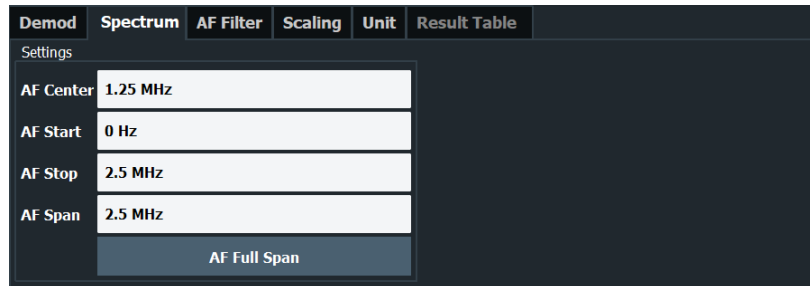 Demod Spectrum AF Filter Scaling Unit Result Table
Settings
AF Center 1.25 MHz
AF Start 0 Hz
AF Stop 2.5 MHz
AF Span 2.5 MHz
AF Full Span